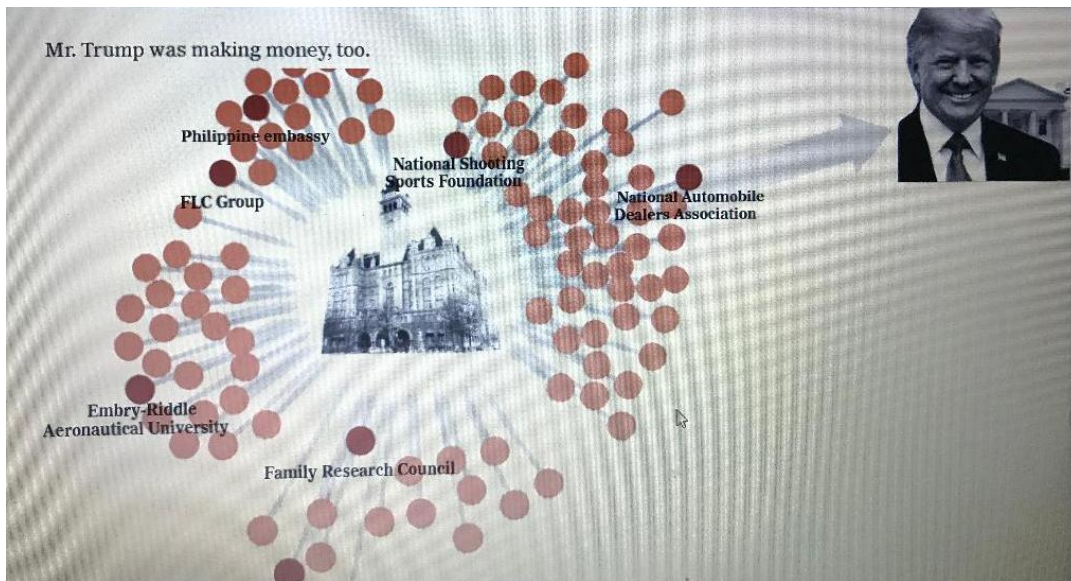 Mr. Trump was making money, too.
Philippine embassy
National Shooting
Sports Foundation
FLC Group
National Automobile
Dealers Association
Embry-Riddle
Aeronautical University
Family Research Council